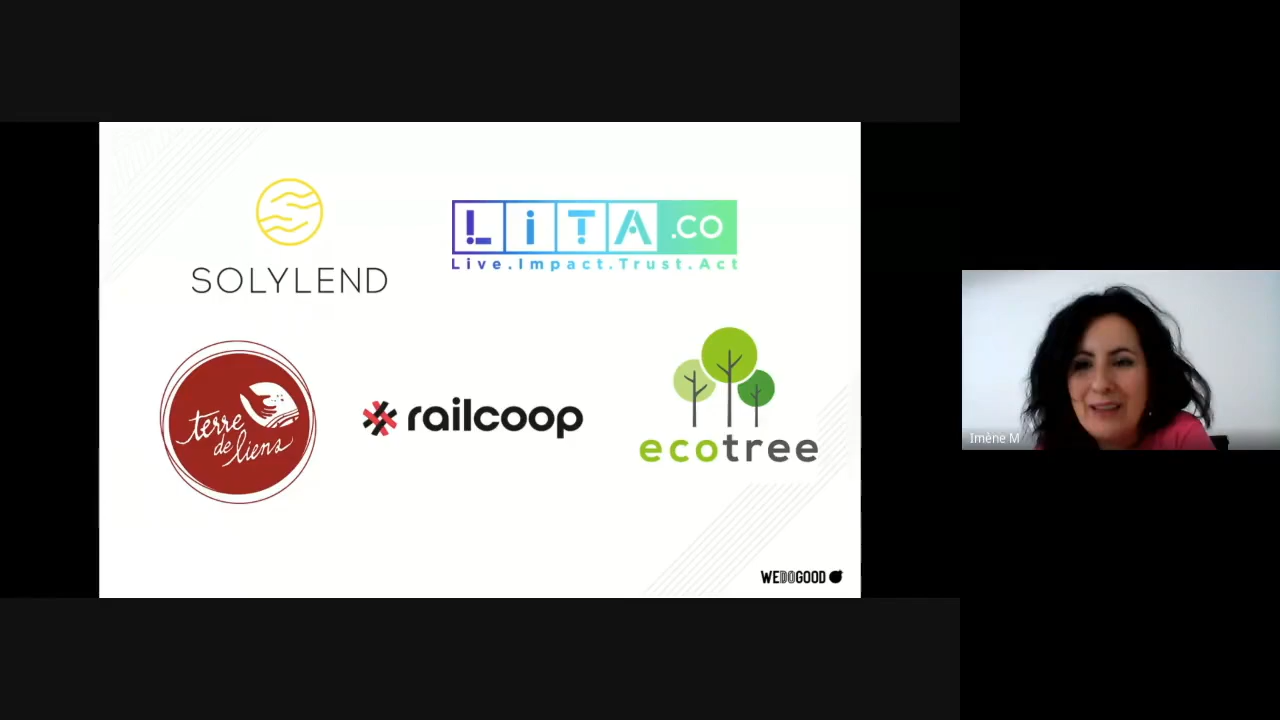 SOLYLEND
LiTA.CO
Live.Impact.Trust.Act
terre
de liens
railcoop
ecotree
WEDOGOOD
Imène M